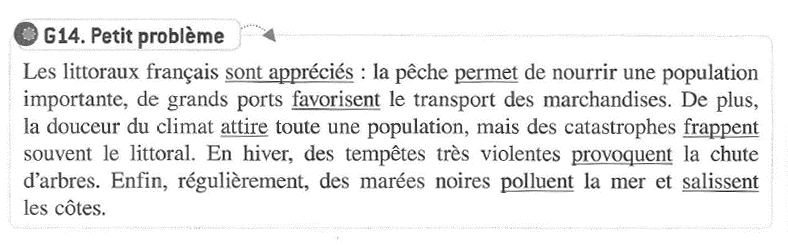 G14. Petit problème
Les littoraux français sont appréciés : la pêche permet de nourrir une population
importante, de grands ports favorisent le transport des marchandises. De plus,
la douceur du climat attire toute une population, mais des catastrophes frappent
souvent le littoral. En hiver, des tempêtes très violentes provoquent la chute
d’arbres. Enfin, régulièrement, des marées noires polluent la mer et salissent
les côtes.